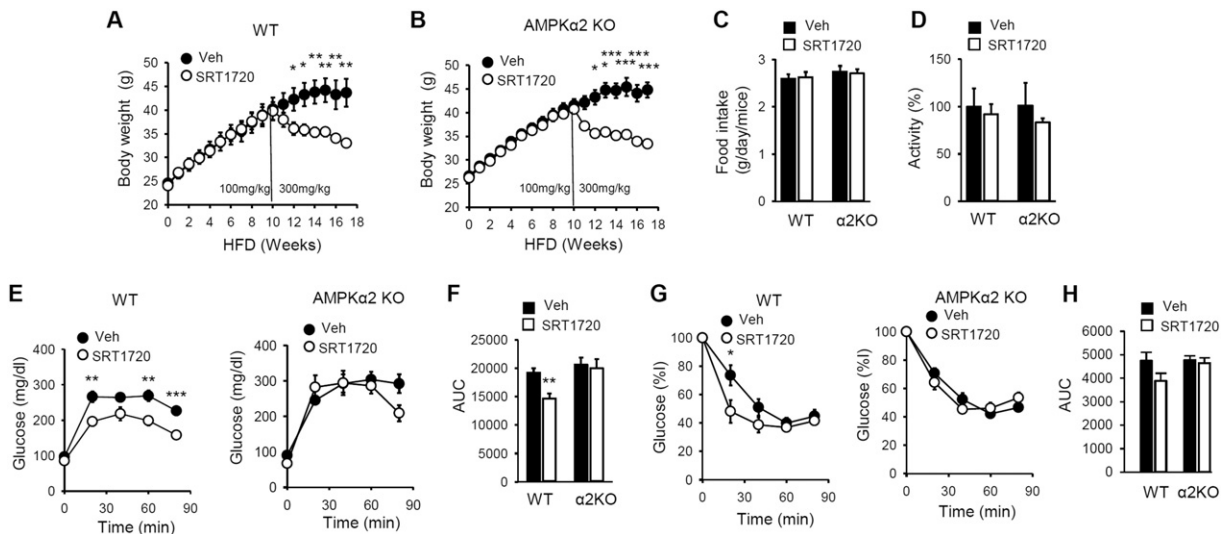 A
WT
Veh
SRT1720
* * ** ** ** **
Body weight (g)
50
45
40
35
30
25
20
100mg/kg
300mg/kg
0 2 4 6 8 10 12 14 16 18
HFD (Weeks)
B
AMPKα2 KO
Veh
SRT1720
* * *** *** *** ***
Body weight (g)
50
45
40
35
30
25
20
100mg/kg
300mg/kg
0 2 4 6 8 10 12 14 16 18
HFD (Weeks)
C
Veh
SRT1720
Food intake
(g/day/mice)
3
2
1
0
WT α2KO
D
Veh
SRT1720
Activity (%)
150
100
50
0
WT α2KO
E
WT
Veh
SRT1720
** ** ***
Glucose (mg/dl)
400
300
200
100
0
0 30 60 90
Time (min)
AMPKα2 KO
Veh
SRT1720
Glucose (mg/dl)
400
300
200
100
0
0 30 60 90
Time (min)
F
Veh
SRT1720
**
AUC
25000
20000
15000
10000
5000
0
WT α2KO
G
WT
Veh
SRT1720
*
Glucose (%I)
100
80
60
40
20
0
0 30 60 90
Time (min)
AMPKα2 KO
Veh
SRT1720
Glucose (%I)
100
80
60
40
20
0
0 30 60 90
Time (min)
H
Veh
SRT1720
AUC
6000
5000
4000
3000
2000
1000
0
WT α2KO